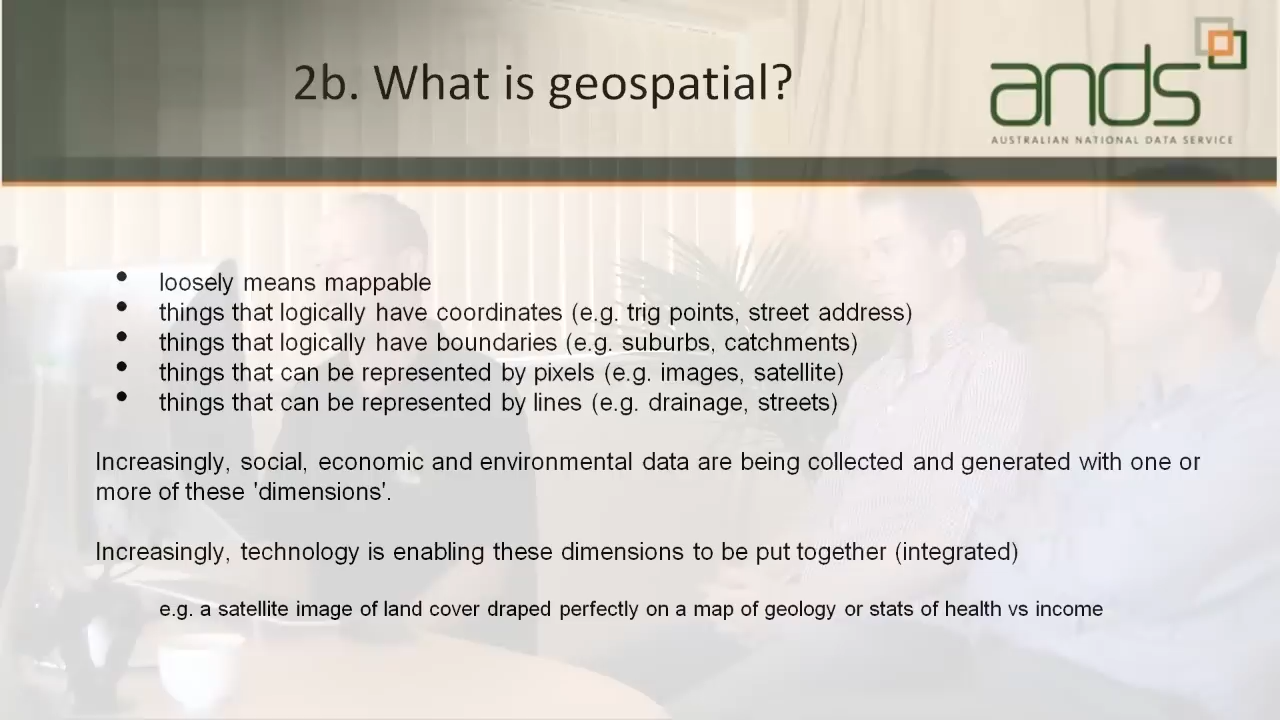 2b. What is geospatial?
ands
AUSTRALIAN NATIONAL DATA SERVICE
• loosely means mappable
• things that logically have coordinates (e.g. trig points, street address)
• things that logically have boundaries (e.g. suburbs, catchments)
• things that can be represented by pixels (e.g. images, satellite)
• things that can be represented by lines (e.g. drainage, streets)
Increasingly, social, economic and environmental data are being collected and generated with one or
more of these 'dimensions'.
Increasingly, technology is enabling these dimensions to be put together (integrated)
e.g. a satellite image of land cover draped perfectly on a map of geology or stats of health vs income